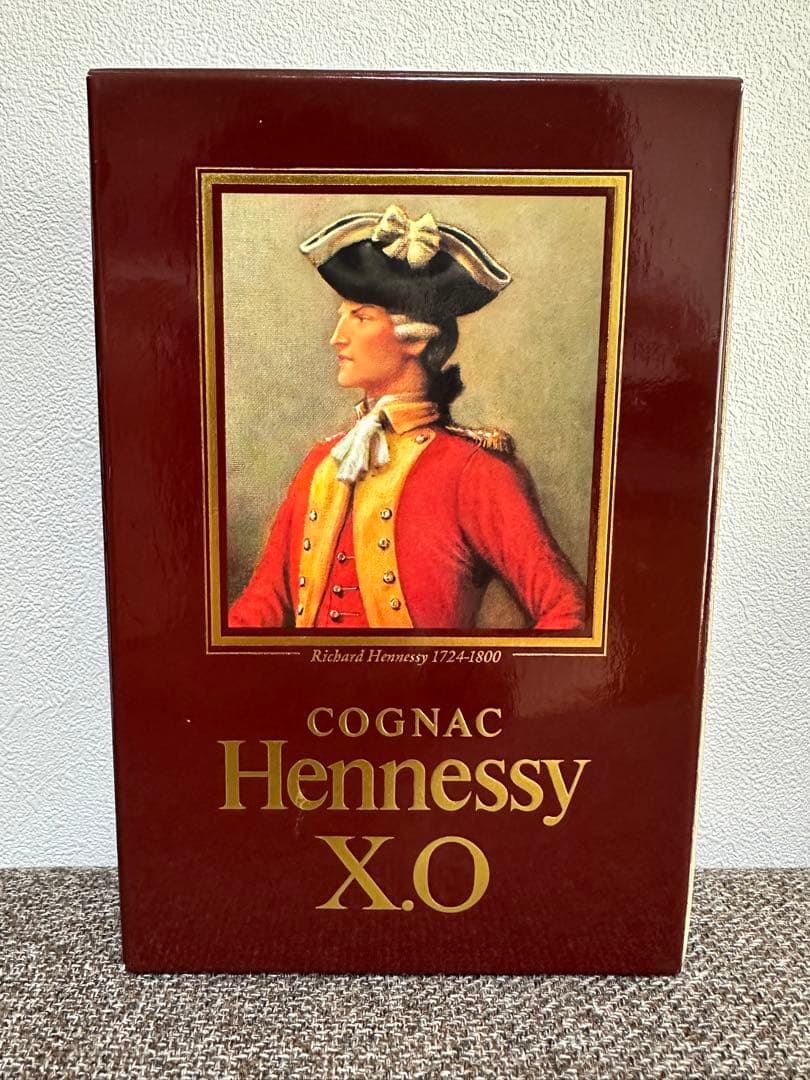 Richard Hennessy 1724-1800
COGNAC
Hennessy
X.O